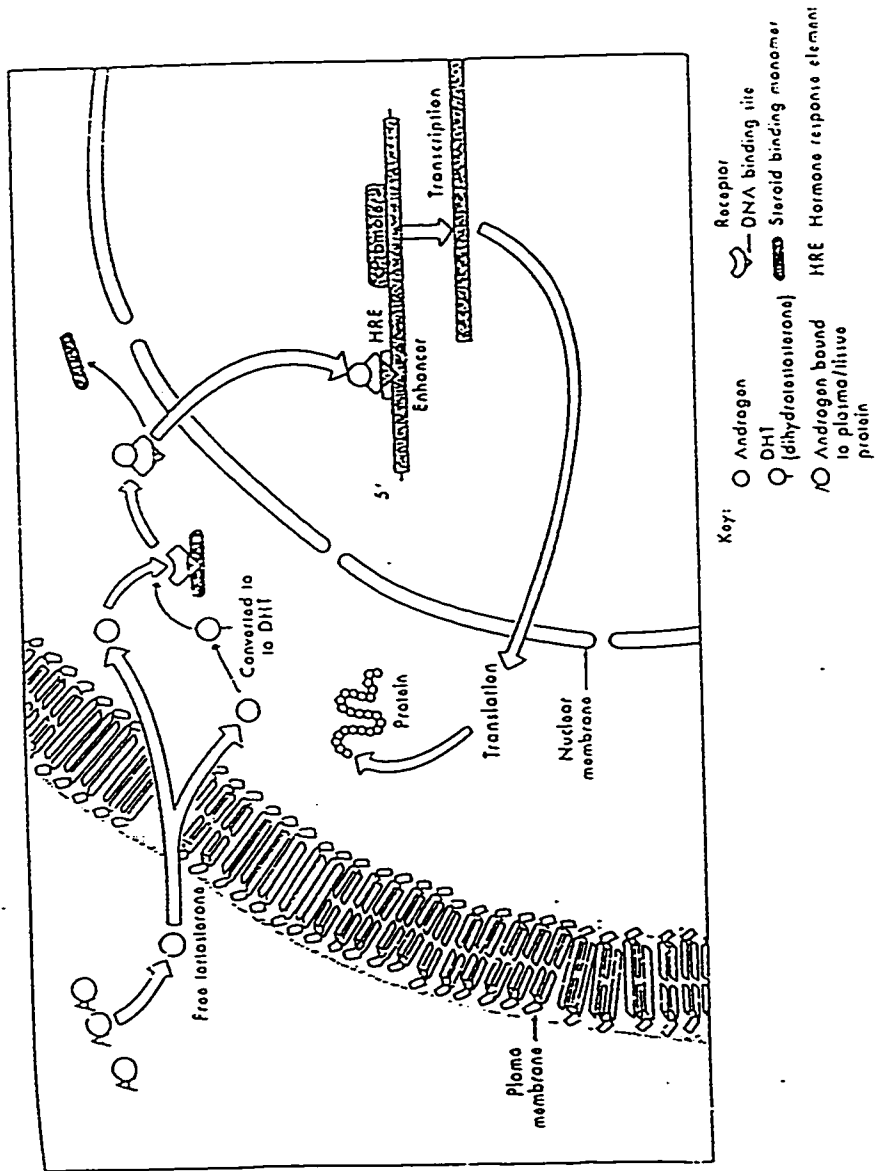 Free testosterone
Plasma
membrane
Converted to
to DHT
Protein
Translation
Nuclear
membrane
5'
HRE
Enhancer
Transcription
Key:
Androgen
DHT
(dihydrotestosterone)
Androgen bound
to plasma/tissue
protein
Receptor
DNA binding site
Steroid binding monomer
HRE Hormone response element